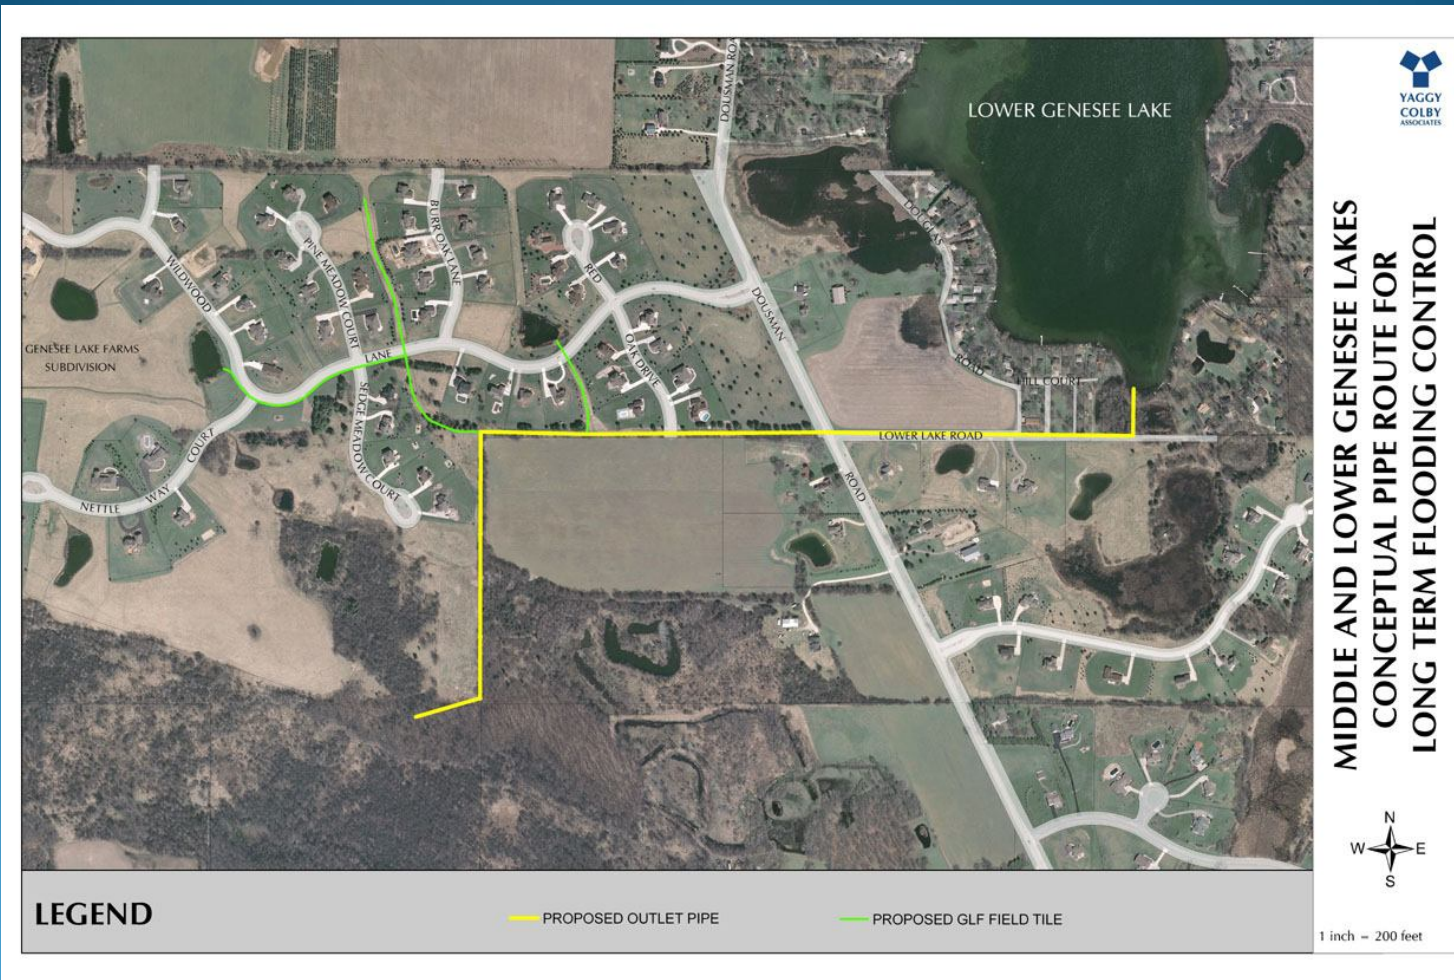 DOUSMAN ROAD
LOWER GENESEE LAKE
DOUGLAS
ROAD
HILL COURT
WILDWOOD
LANE
PINE MEADOW COURT
BURR OAK LANE
RED
OAK DRIVE
DOUSMAN
ROAD
GENESEE LAKE FARMS
SUBDIVISION
SEDGE MEADOW COURT
NETTLE
WAY
COURT
LOWER LAKE ROAD
YAGGY
COLBY
ASSOCIATES
MIDDLE AND LOWER GENESEE LAKES
CONCEPTUAL PIPE ROUTE FOR
LONG TERM FLOODING CONTROL
N
W E
S
1 inch = 200 feet
LEGEND
PROPOSED OUTLET PIPE
PROPOSED GLF FIELD TILE